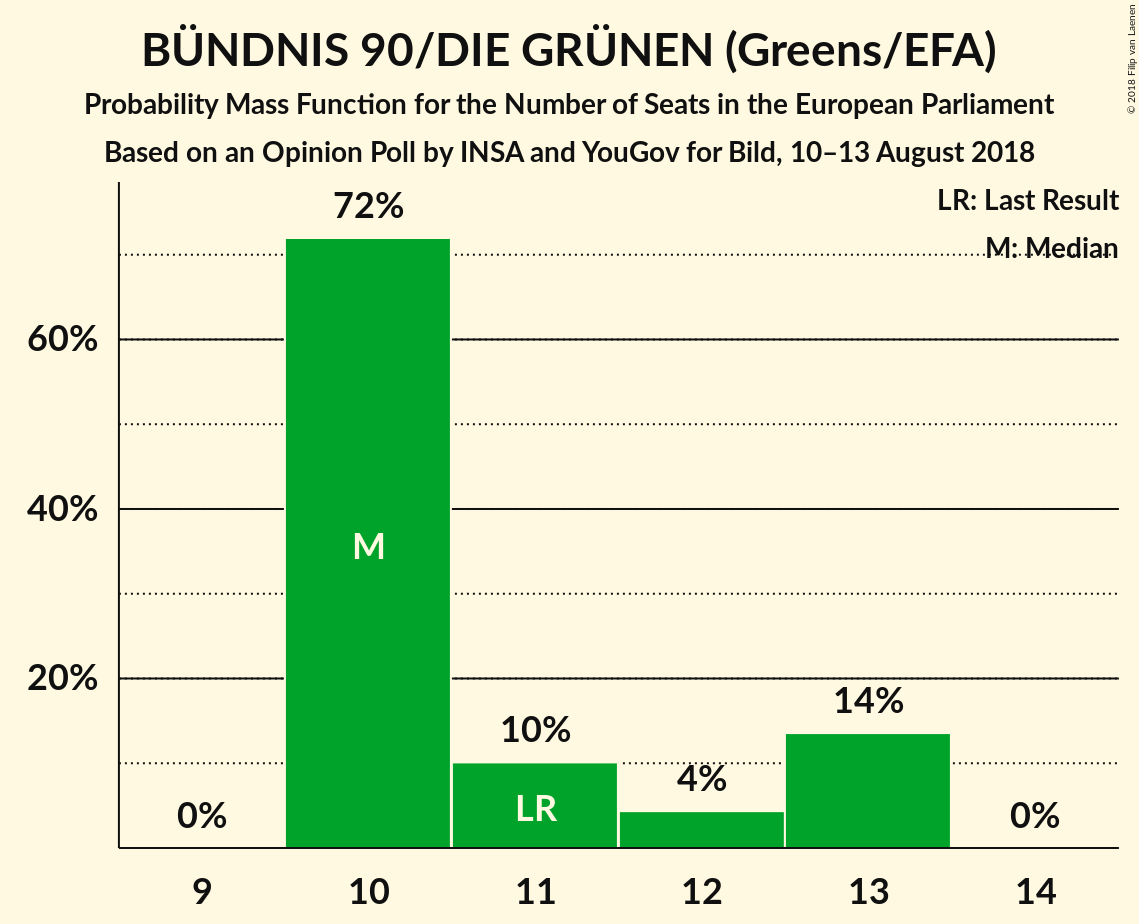 BÜNDNIS 90/DIE GRÜNEN (Greens/EFA)
Probability Mass Function for the Number of Seats in the European Parliament
Based on an Opinion Poll by INSA and YouGov for Bild, 10–13 August 2018
© 2018 Filip van Laenen
LR: Last Result
M: Median
60%
40%
20%
0%
72%
10%
4%
14%
0%
M
LR
9
10
11
12
13
14